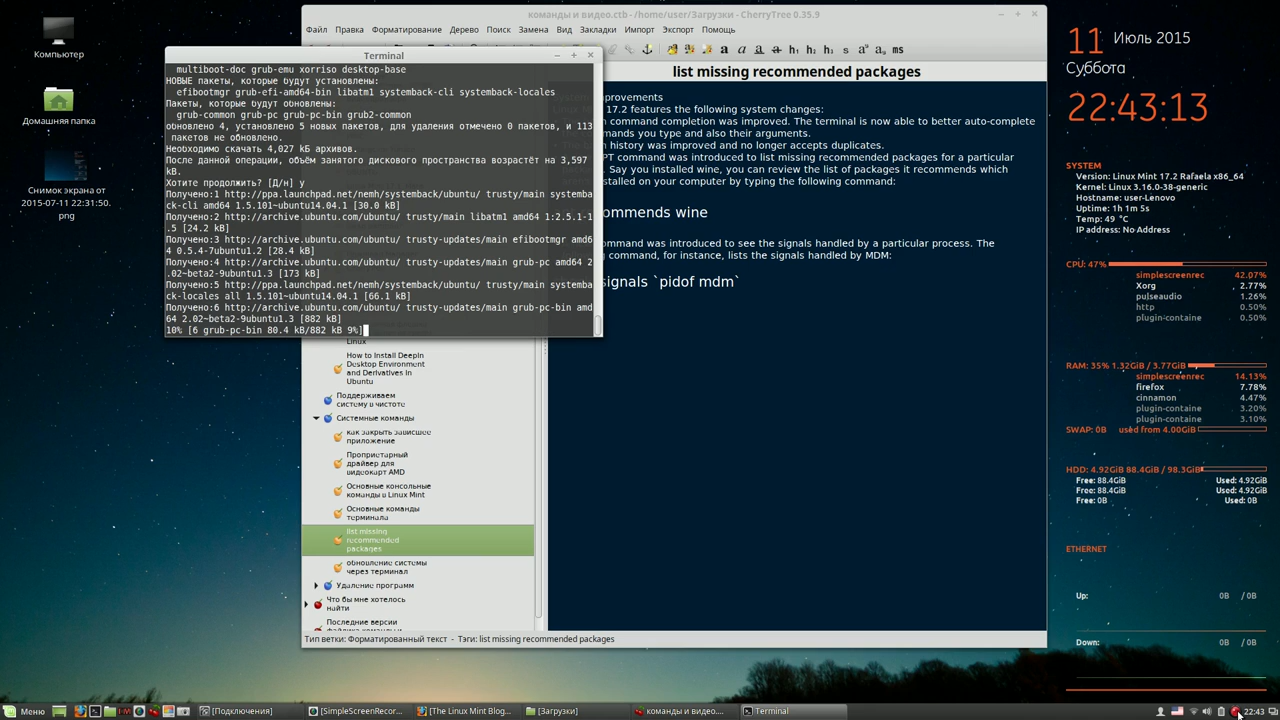 команды и видео.ctb - /home/user/Загрузки - CherryTree 0.35.9
Файл Правка Форматирование Дерево Поиск Замена Вид Закладки Импорт Экспорт Помощь
a a a a h₁ h₂ h₃ s aᵃ aₐ ms
Компьютер
Домашняя папка
Снимок экрана от
2015-07-11 22:31:50.
png
Terminal
multiboot-doc grub-emu xorriso desktop-base
НОВЫЕ пакеты, которые будут установлены:
efibootmgr grub-efi-amd64-bin libatm1 systemback-cli systemback-locales
Пакеты, которые будут обновлены:
grub-common grub-pc grub-pc-bin grub2-common
обновлено 4, установлено 5 новых пакетов, для удаления отмечено 0 пакетов, и 113
пакетов не обновлено.
Необходимо скачать 4,027 kБ архивов.
После данной операции, объём занятого дискового пространства возрастёт на 3,597
kB.
Хотите продолжить? [Д/н] y
Получено:1 http://ppa.launchpad.net/nemh/systemback/ubuntu/ trusty/main systemba
ck-cli amd64 1.5.101~ubuntu14.04.1 [30.0 kB]
Получено:2 http://archive.ubuntu.com/ubuntu/ trusty/main libatm1 amd64 1:2.5.1-1
.5 [24.2 kB]
Получено:3 http://archive.ubuntu.com/ubuntu/ trusty-updates/main efibootmgr amd6
4 0.5.4-7ubuntu1.2 [28.4 kB]
Получено:4 http://archive.ubuntu.com/ubuntu/ trusty-updates/main grub-pc amd64 2
.02~beta2-9ubuntu1.3 [173 kB]
Получено:5 http://ppa.launchpad.net/nemh/systemback/ubuntu/ trusty/main systemba
ck-locales all 1.5.101~ubuntu14.04.1 [66.1 kB]
Получено:6 http://archive.ubuntu.com/ubuntu/ trusty-updates/main grub-pc-bin amd
64 2.02~beta2-9ubuntu1.3 [882 kB]
10% [6 grub-pc-bin 80.4 kB/882 kB 9%]
list missing recommended packages
17.2 features the following system changes:
command completion was improved. The terminal is now able to better auto-complete
mands you type and also their arguments.
history was improved and no longer accepts duplicates.
PT command was introduced to list missing recommended packages for a particular
ackage. Say you installed wine, you can review the list of packages it recommends which
installed on your computer by typing the following command:
ommends wine
ommand was introduced to see the signals handled by a particular process. The
command, for instance, lists the signals handled by MDM:
ignals `pidof mdm`
Linux
How to Install DeepIn
Desktop Environment
and Derivatives In
Ubuntu
Поддерживаем
систему в чистоте
Системные команды
как закрыть зависшее
приложение
Проприетарный
драйвер для
видеокарт AMD
Основные консольные
команды в Linux Mint
Основные команды
терминала
list missing
recommended
packages
обновление системы
через терминал
Удаление программ
Что бы мне хотелось
найти
Последние версии
Тип ветки: Форматированный текст - Тэги: list missing recommended packages
11 Июль 2015
Суббота
22:43:13
SYSTEM
Version: Linux Mint 17.2 Rafaela x86_64
Kernel: Linux 3.16.0-38-generic
Hostname: user-Lenovo
Uptime: 1h 1m 5s
Temp: 49 °C
IP address: No Address
CPU: 47%
simplescreenrec 42.07%
Xorg 2.77%
pulseaudio 1.26%
http 0.50%
plugin-containe 0.50%
RAM: 35% 1.32GiB / 3.77GiB
simplescreenrec 14.13%
firefox 7.78%
cinnamon 4.47%
plugin-containe 3.20%
plugin-containe 3.10%
SWAP: 0B used from 4.00GiB
HDD: 4.92GiB 88.4GiB / 98.3GiB
Free: 88.4GiB Used: 4.92GiB
Free: 88.4GiB Used: 4.92GiB
Free: 0B Used: 0B
ETHERNET
Up: 0B / 0B
Down: 0B / 0B
Меню [Подключения] [SimpleScreenRecor... [The Linux Mint Blog... [Загрузки] команды и видео.... Terminal 22:43